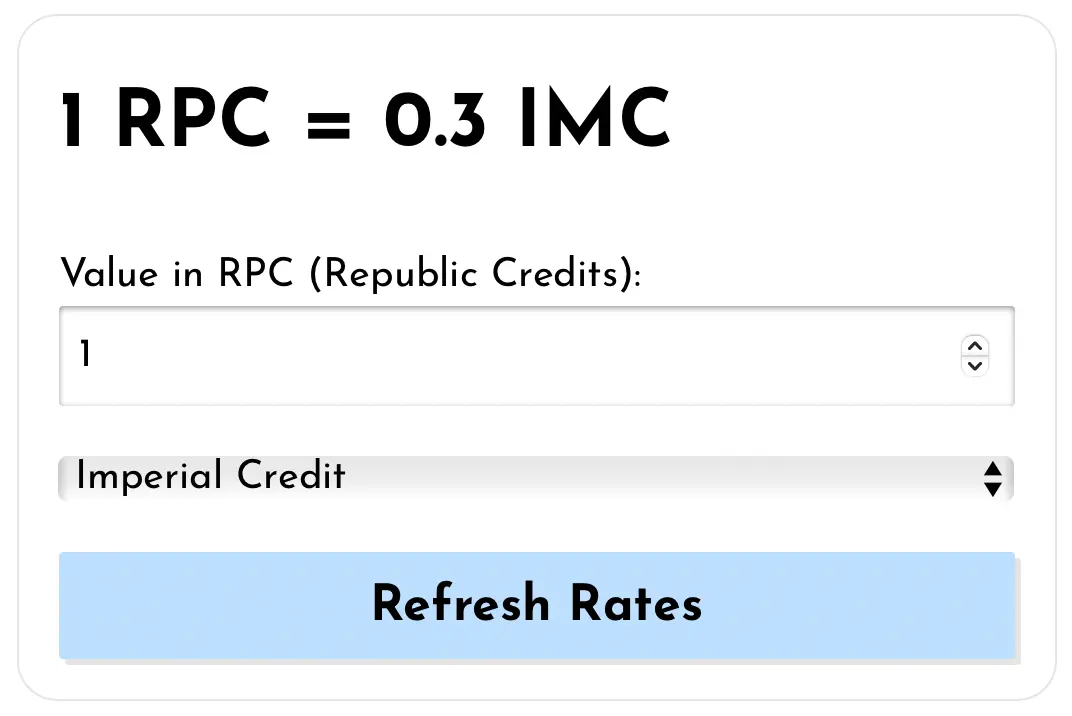 1 RPC = 0.3 IMC
Value in RPC (Republic Credits):
1
Imperial Credit
Refresh Rates